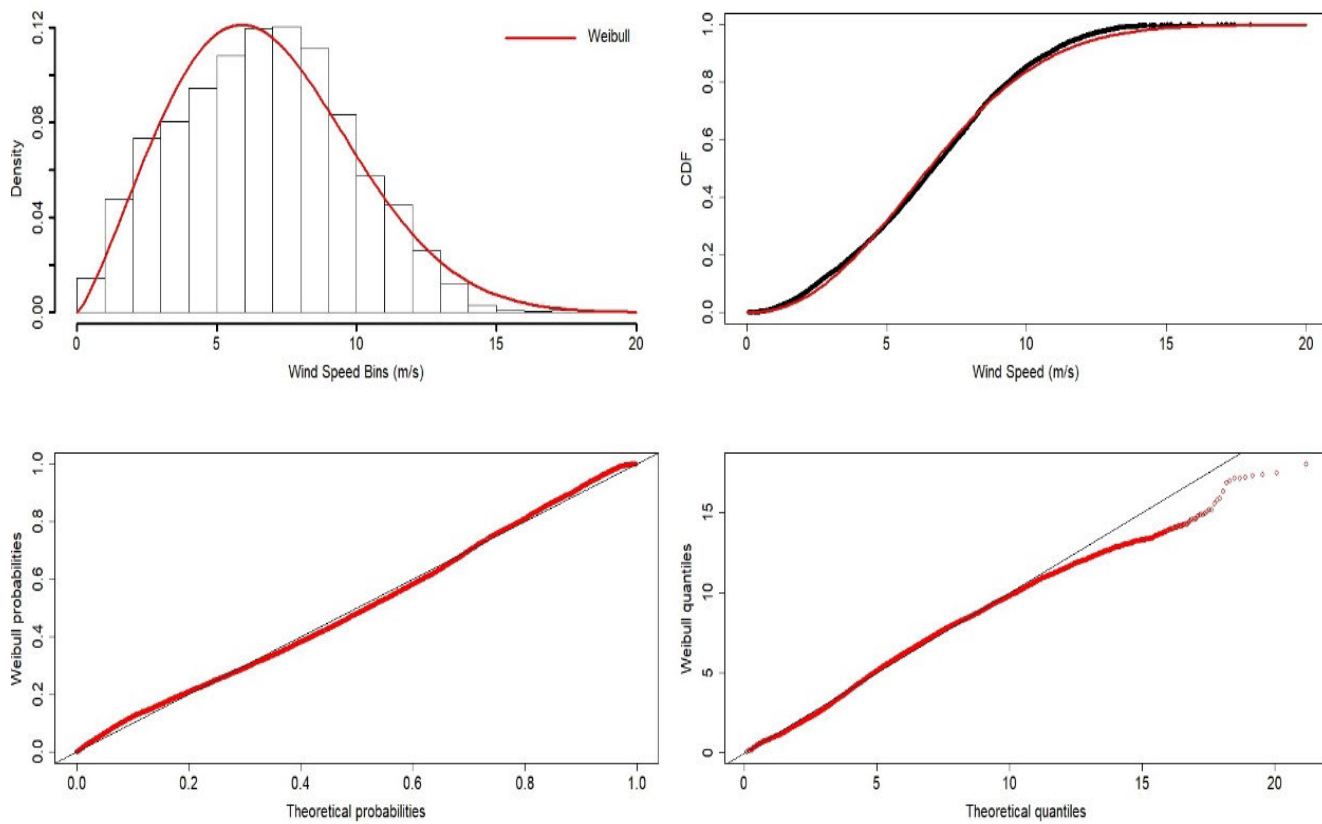 Density
0.00 0.04 0.08 0.12
Weibull
0 5 10 15 20
Wind Speed Bins (m/s)
CDF
0.0 0.2 0.4 0.6 0.8 1.0
0 5 10 15 20
Wind Speed (m/s)
Weibull probabilities
0.0 0.2 0.4 0.6 0.8 1.0
0.0 0.2 0.4 0.6 0.8 1.0
Theoretical probabilities
Weibull quantiles
0 5 10 15
0 5 10 15 20
Theoretical quantiles